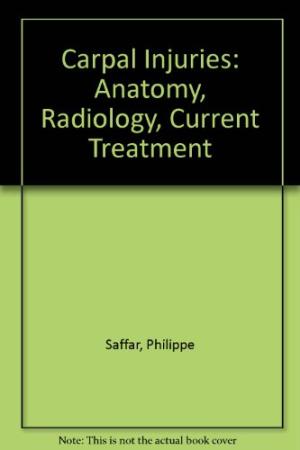 Carpal Injuries:
Anatomy,
Radiology, Current
Treatment
Saffar, Philippe
Note: This is not the actual book cover